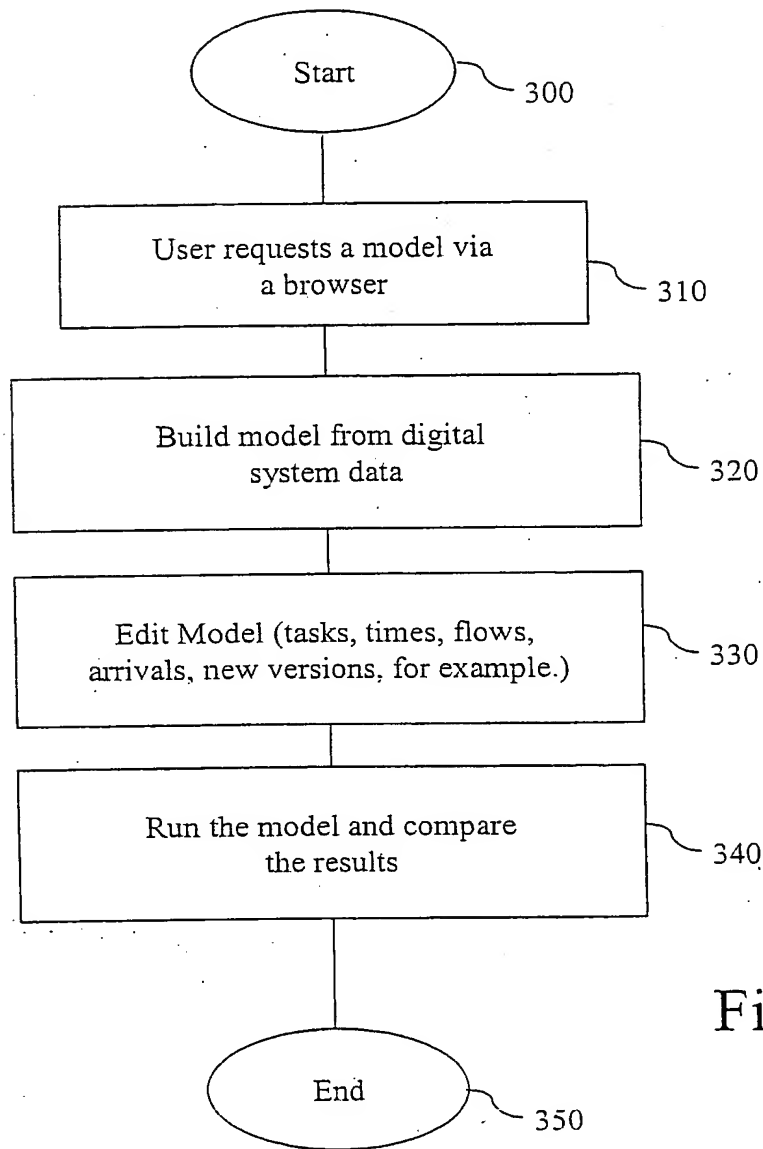 Start
300
User requests a model via
a browser
310
Build model from digital
system data
320
Edit Model (tasks, times, flows,
arrivals, new versions, for example.)
330
Run the model and compare
the results
340
End
350